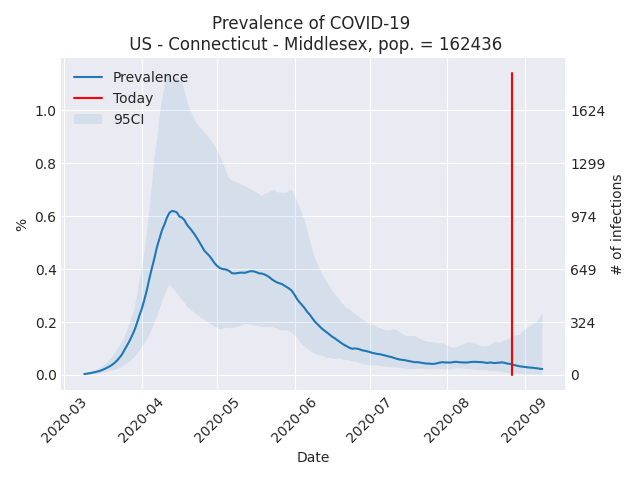 Prevalence of COVID-19
US - Connecticut - Middlesex, pop. = 162436
Prevalence
Today
95CI
1.0
0.8
0.6
0.4
0.2
0.0
%
1624
1299
974
649
324
0
# of infections
2020-03
2020-04
2020-05
2020-06
2020-07
2020-08
2020-09
Date